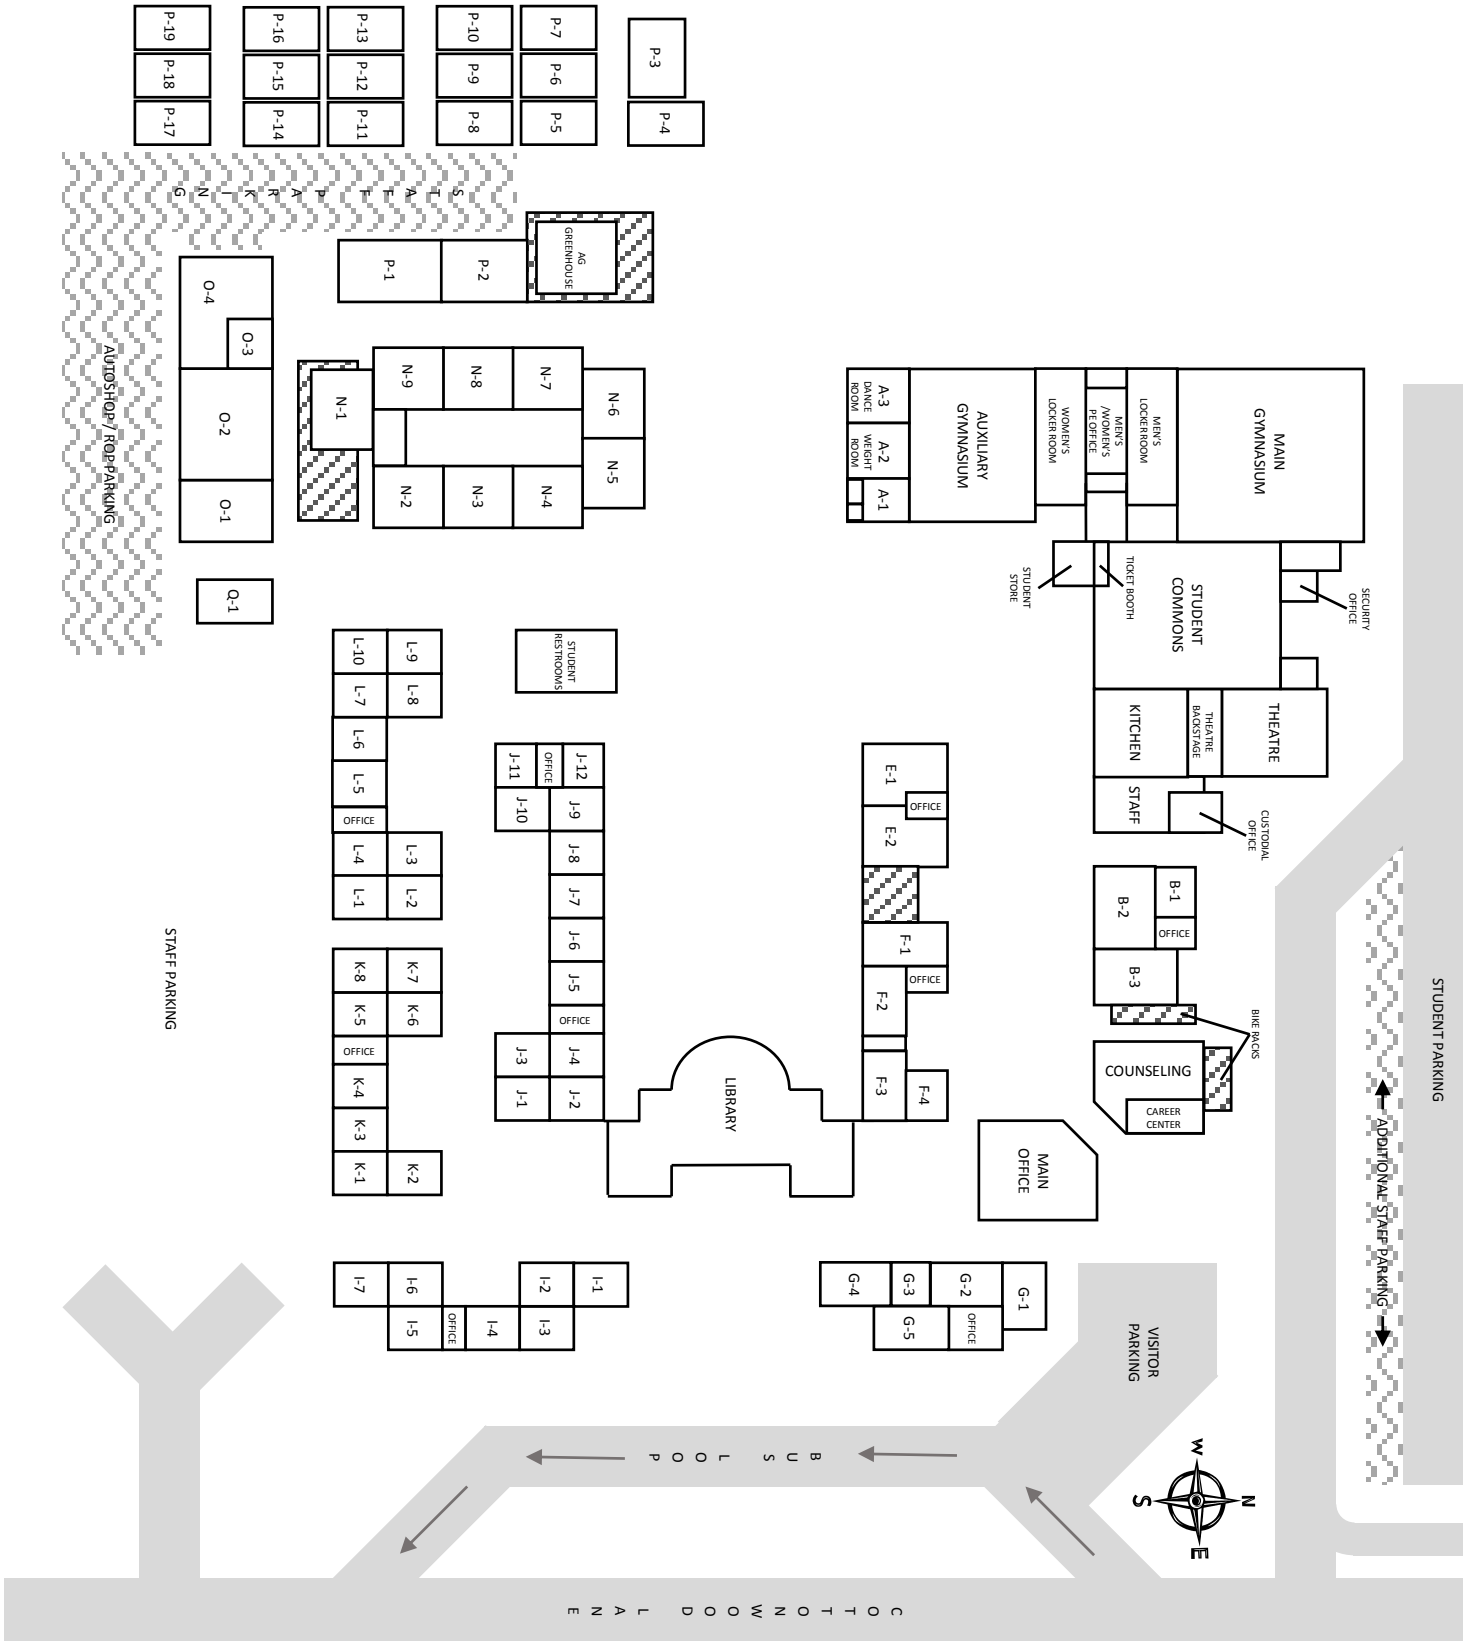 P-19
P-16
P-13
P-10
P-7
P-3
P-18
P-15
P-12
P-9
P-6
P-17
P-14
P-11
P-8
P-5
P-4
STAFF PARKING
AG
GREENHOUSE
P-1
P-2
O-4
O-3
O-2
O-1
Q-1
AUTOSHOP / ROP PARKING
N-9
N-8
N-7
N-6
N-1
N-5
N-2
N-3
N-4
A-3
DANCE
ROOM
A-2
WEIGHT
ROOM
A-1
AUXILIARY
GYMNASIUM
WOMEN'S
LOCKER ROOM
MEN'S
/WOMEN'S
PE OFFICE
MEN'S
LOCKER ROOM
MAIN
GYMNASIUM
STUDENT
STORE
TICKET BOOTH
STUDENT
COMMONS
SECURITY
OFFICE
KITCHEN
THEATRE
BACKSTAGE
THEATRE
STAFF
CUSTODIAL
OFFICE
STUDENT
RESTROOMS
L-10
L-9
L-7
L-8
L-6
L-5
OFFICE
L-4
L-3
L-1
L-2
J-11
OFFICE
J-12
J-10
J-9
J-8
J-7
J-6
J-5
OFFICE
J-3
J-4
J-1
J-2
E-1
OFFICE
E-2
F-1
OFFICE
F-2
F-3
F-4
B-1
B-2
OFFICE
B-3
BIKE RACKS
COUNSELING
CAREER
CENTER
STAFF PARKING
K-8
K-7
K-5
K-6
OFFICE
K-4
K-3
K-1
K-2
LIBRARY
MAIN
OFFICE
STUDENT PARKING
ADDITIONAL STAFF PARKING
I-7
I-6
I-2
I-1
I-5
OFFICE
I-4
I-3
G-4
G-3
G-2
G-1
G-5
OFFICE
VISITOR
PARKING
BUS LOOP
W
N
S
E
COTTONWOOD LANE